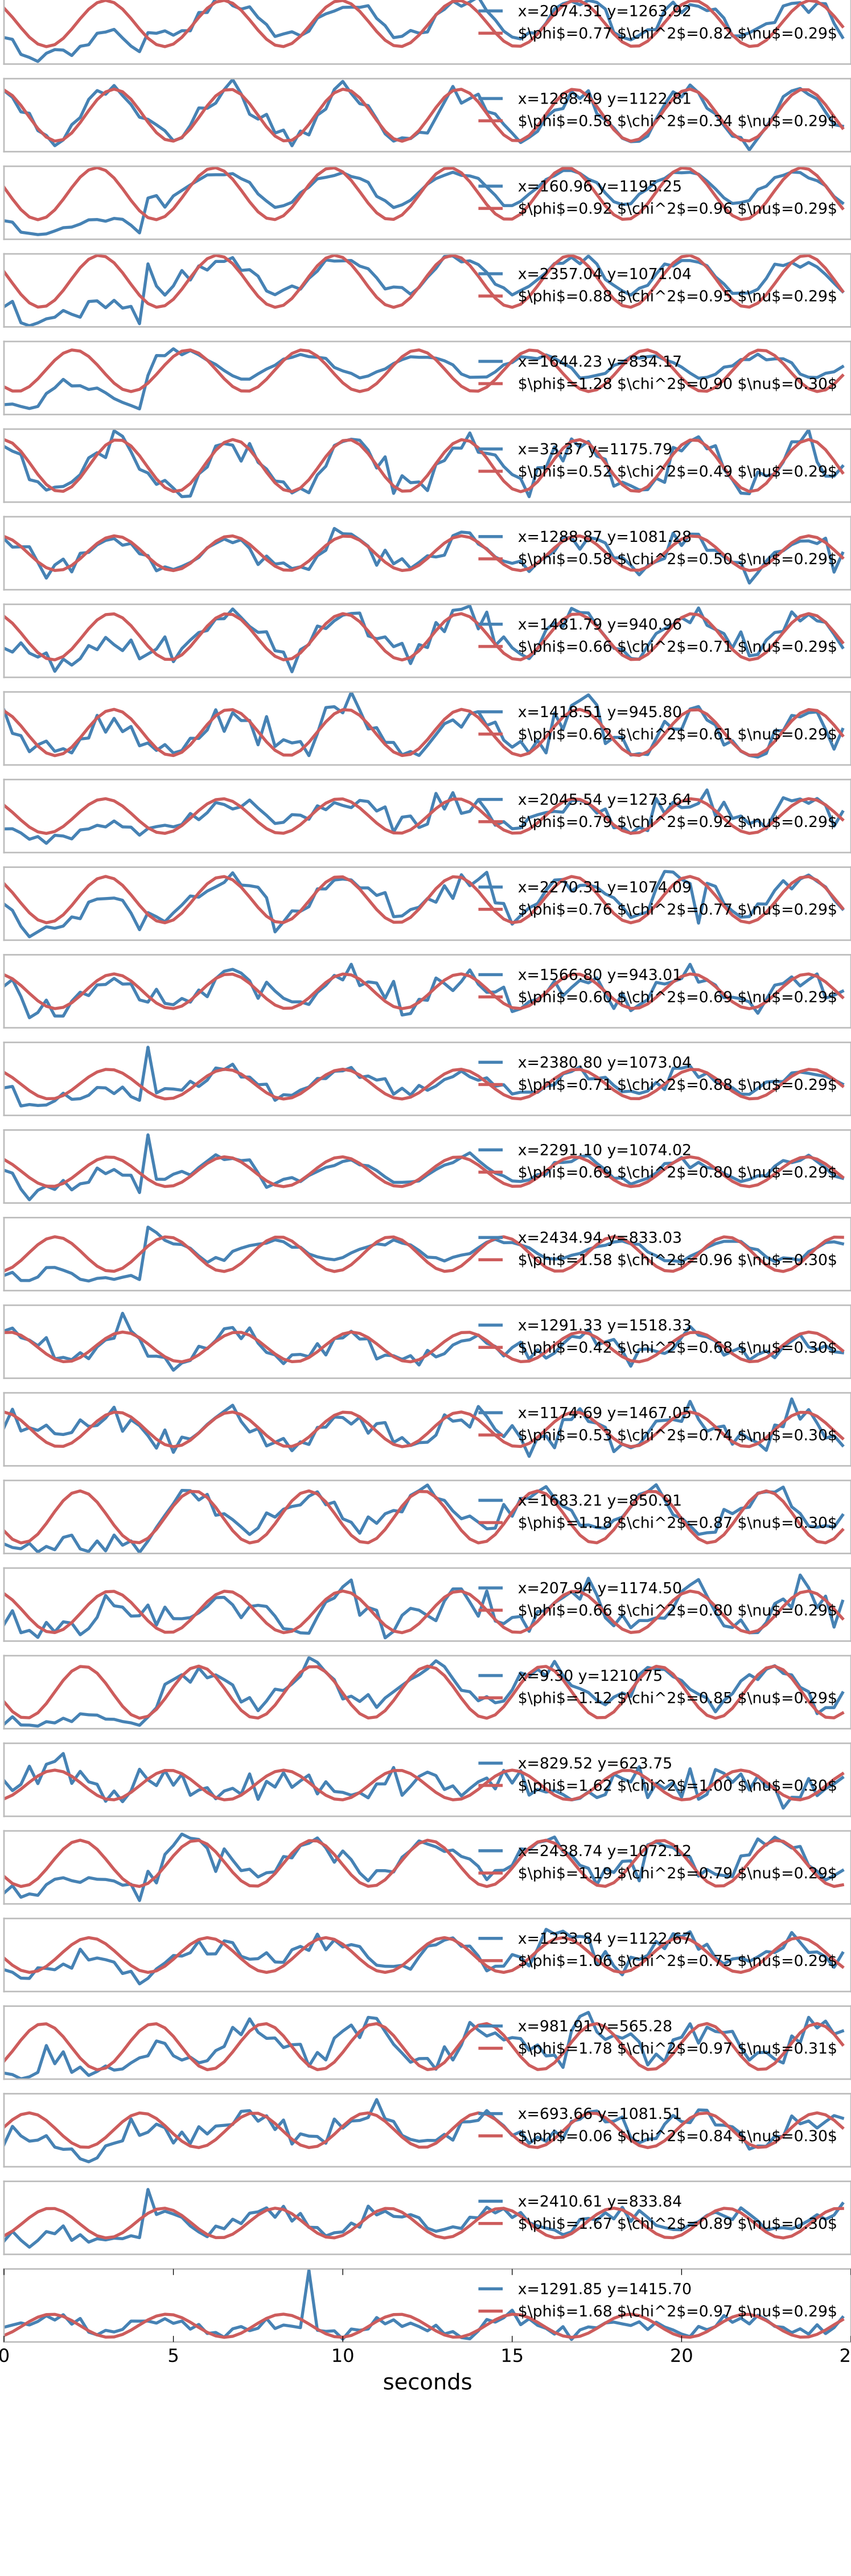 x=2074.31 y=1263.92
$\phi$=0.77 $\chi^2$=0.82 $\nu$=0.29$
x=1288.49 y=1122.81
$\phi$=0.58 $\chi^2$=0.34 $\nu$=0.29$
x=160.96 y=1195.25
$\phi$=0.92 $\chi^2$=0.96 $\nu$=0.29$
x=2357.04 y=1071.04
$\phi$=0.88 $\chi^2$=0.95 $\nu$=0.29$
x=1644.23 y=834.17
$\phi$=1.28 $\chi^2$=0.90 $\nu$=0.30$
x=33.37 y=1175.79
$\phi$=0.52 $\chi^2$=0.49 $\nu$=0.29$
x=1288.87 y=1081.28
$\phi$=0.58 $\chi^2$=0.50 $\nu$=0.29$
x=1481.79 y=940.96
$\phi$=0.66 $\chi^2$=0.71 $\nu$=0.29$
x=1418.51 y=945.80
$\phi$=0.62 $\chi^2$=0.61 $\nu$=0.29$
x=2045.54 y=1273.64
$\phi$=0.79 $\chi^2$=0.92 $\nu$=0.29$
x=2270.31 y=1074.09
$\phi$=0.76 $\chi^2$=0.77 $\nu$=0.29$
x=1566.80 y=943.01
$\phi$=0.60 $\chi^2$=0.69 $\nu$=0.29$
x=2380.80 y=1073.04
$\phi$=0.71 $\chi^2$=0.88 $\nu$=0.29$
x=2291.10 y=1074.02
$\phi$=0.69 $\chi^2$=0.80 $\nu$=0.29$
x=2434.94 y=833.03
$\phi$=1.58 $\chi^2$=0.96 $\nu$=0.30$
x=1291.33 y=1518.33
$\phi$=0.42 $\chi^2$=0.68 $\nu$=0.30$
x=1174.69 y=1467.05
$\phi$=0.53 $\chi^2$=0.74 $\nu$=0.30$
x=1683.21 y=850.91
$\phi$=1.18 $\chi^2$=0.87 $\nu$=0.30$
x=207.94 y=1174.50
$\phi$=0.66 $\chi^2$=0.80 $\nu$=0.29$
x=9.30 y=1210.75
$\phi$=1.12 $\chi^2$=0.85 $\nu$=0.29$
x=829.52 y=623.75
$\phi$=1.62 $\chi^2$=1.00 $\nu$=0.30$
x=2438.74 y=1072.12
$\phi$=1.19 $\chi^2$=0.79 $\nu$=0.29$
x=1233.84 y=1122.67
$\phi$=1.06 $\chi^2$=0.75 $\nu$=0.29$
x=981.91 y=565.28
$\phi$=1.78 $\chi^2$=0.97 $\nu$=0.31$
x=693.66 y=1081.51
$\phi$=0.06 $\chi^2$=0.84 $\nu$=0.30$
x=2410.61 y=833.84
$\phi$=1.67 $\chi^2$=0.89 $\nu$=0.30$
x=1291.85 y=1415.70
$\phi$=1.68 $\chi^2$=0.97 $\nu$=0.30$
0 5 10 15 20 2
seconds